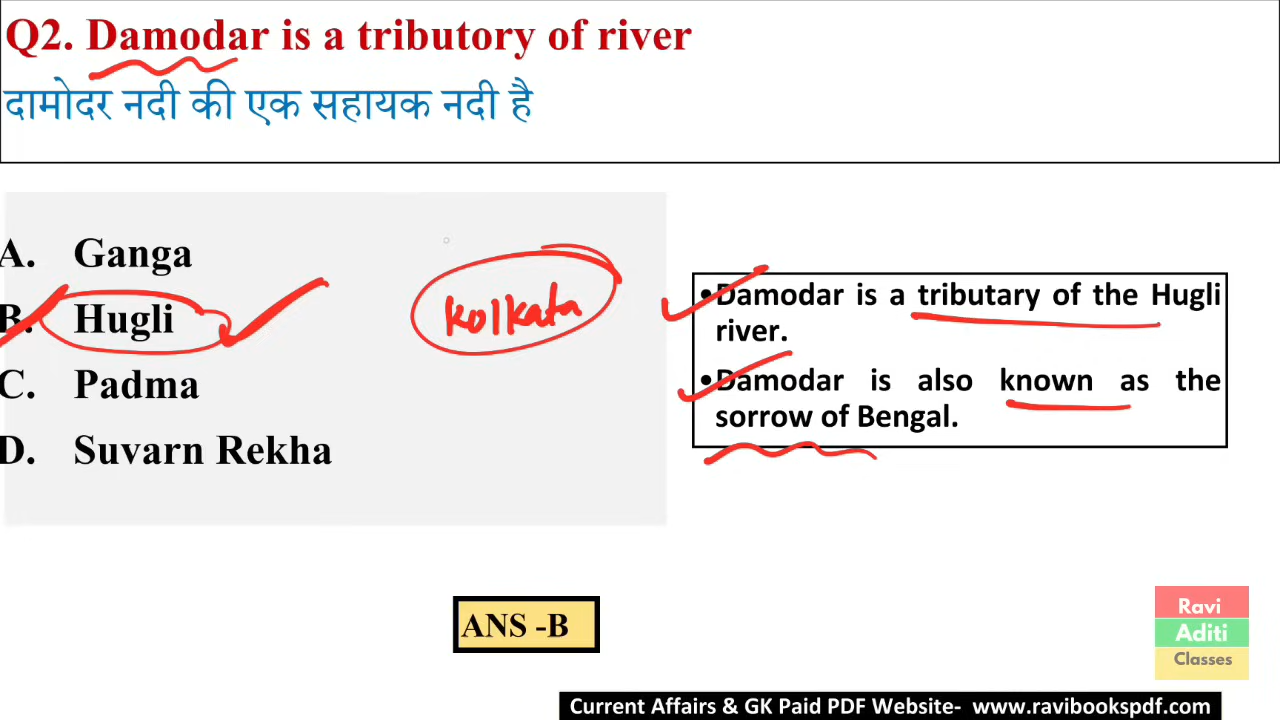 Q2. Damodar is a tributory of river
दामोदर नदी की एक सहायक नदी है
A. Ganga
B. Hugli
C. Padma
D. Suvarn Rekha
Kolkata
•Damodar is a tributary of the Hugli
river.
•Damodar is also known as the
sorrow of Bengal.
ANS -B
Ravi
Aditi
Classes
Current Affairs & GK Paid PDF Website- www.ravibookspdf.com